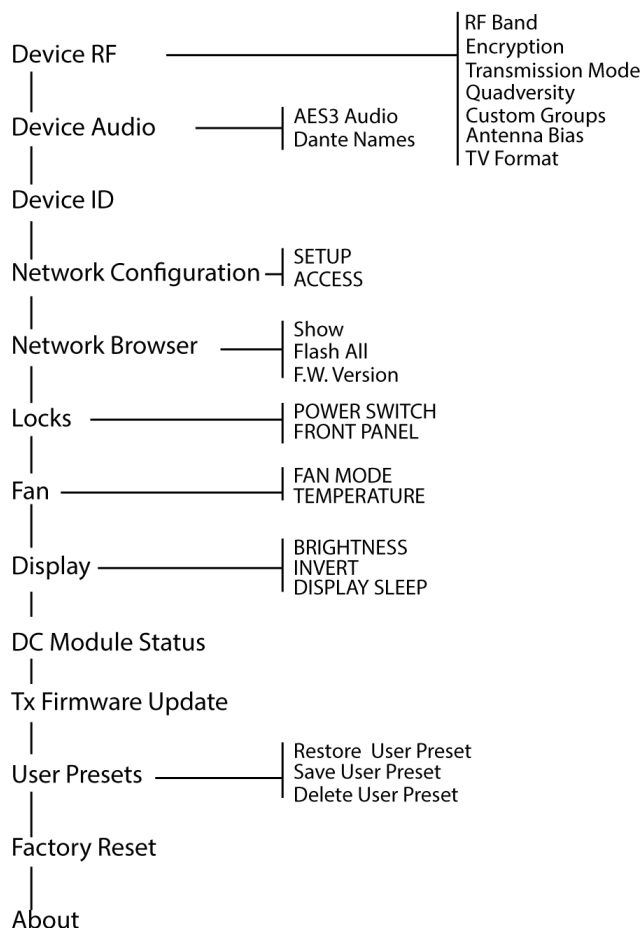 Device RF
RF Band
Encryption
Transmission Mode
Quadversity
Custom Groups
Antenna Bias
TV Format
Device Audio
AES3 Audio
Dante Names
Device ID
Network Configuration
SETUP
ACCESS
Network Browser
Show
Flash All
F.W. Version
Locks
POWER SWITCH
FRONT PANEL
Fan
FAN MODE
TEMPERATURE
Display
BRIGHTNESS
INVERT
DISPLAY SLEEP
DC Module Status
Tx Firmware Update
User Presets
Restore User Preset
Save User Preset
Delete User Preset
Factory Reset
About